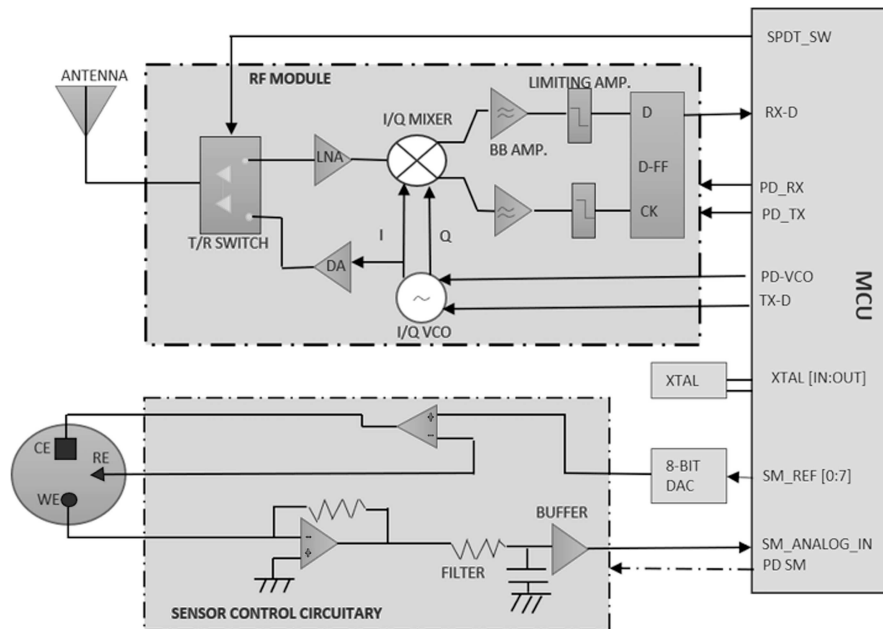 SPDT_SW
ANTENNA
RF MODULE
LIMITING AMP.
I/Q MIXER
D
RX-D
LNA
BB AMP.
D-FF
PD_RX
CK
PD_TX
T/R SWITCH
I
Q
DA
PD-VCO
TX-D
I/Q VCO
MCU
XTAL
XTAL [IN:OUT]
CE
RE
+
-
8-BIT
DAC
SM_REF [0:7]
WE
BUFFER
-
+
SM_ANALOG_IN
FILTER
PD SM
SENSOR CONTROL CIRCUITARY